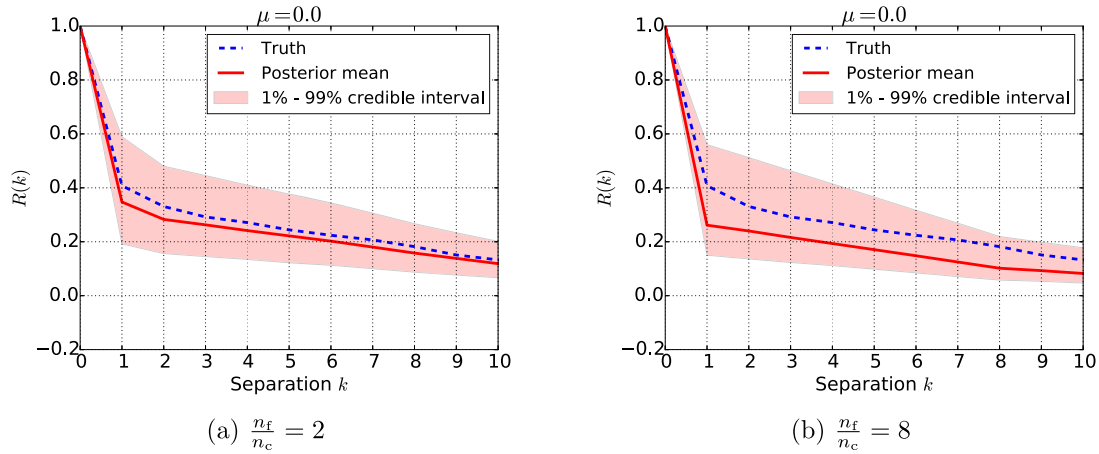 μ=0.0
1.0
0.8
0.6
0.4
0.2
0.0
−0.2
R(k)
Truth
Posterior mean
1% - 99% credible interval
0 1 2 3 4 5 6 7 8 9 10
Separation k
(a) n_f/n_c = 2
μ=0.0
1.0
0.8
0.6
0.4
0.2
0.0
−0.2
R(k)
Truth
Posterior mean
1% - 99% credible interval
0 1 2 3 4 5 6 7 8 9 10
Separation k
(b) n_f/n_c = 8